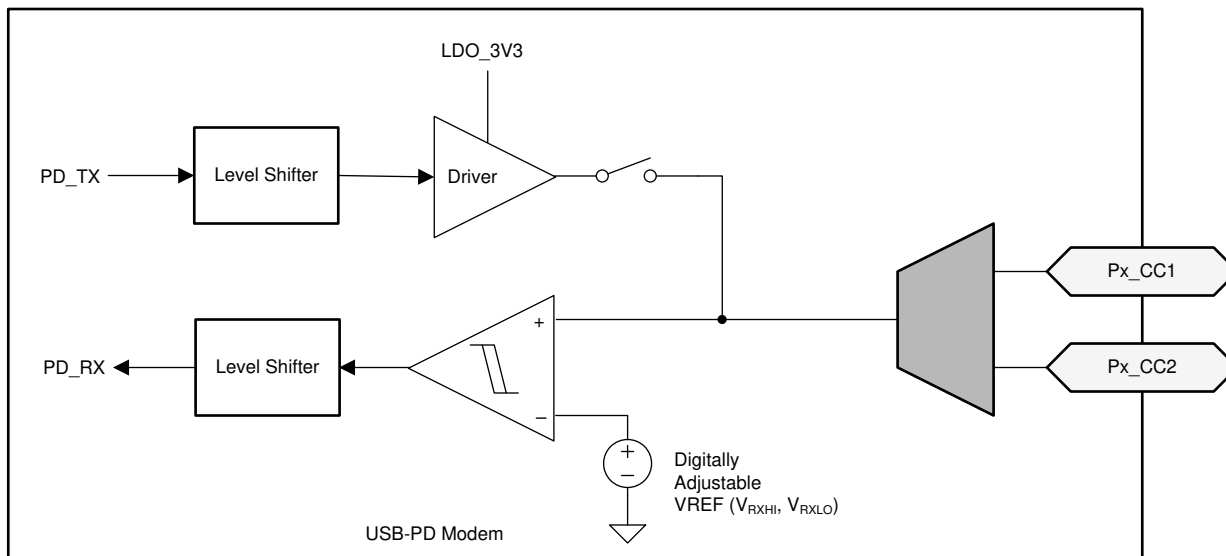 LDO_3V3
PD_TX
Level Shifter
Driver
Px_CC1
+
PD_RX
Level Shifter
Px_CC2
−
+
−
Digitally
Adjustable
VREF (VRXHI, VRXLO)
USB-PD Modem